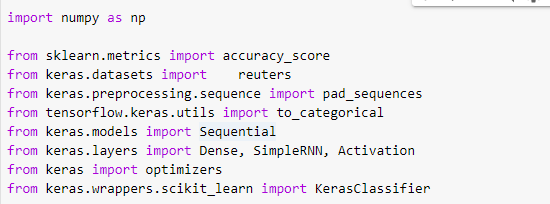 import numpy as np
from sklearn.metrics import accuracy_score
from keras.datasets import    reuters
from keras.preprocessing.sequence import pad_sequences
from tensorflow.keras.utils import to_categorical
from keras.models import Sequential
from keras.layers import Dense, SimpleRNN, Activation
from keras import optimizers
from keras.wrappers.scikit_learn import KerasClassifier